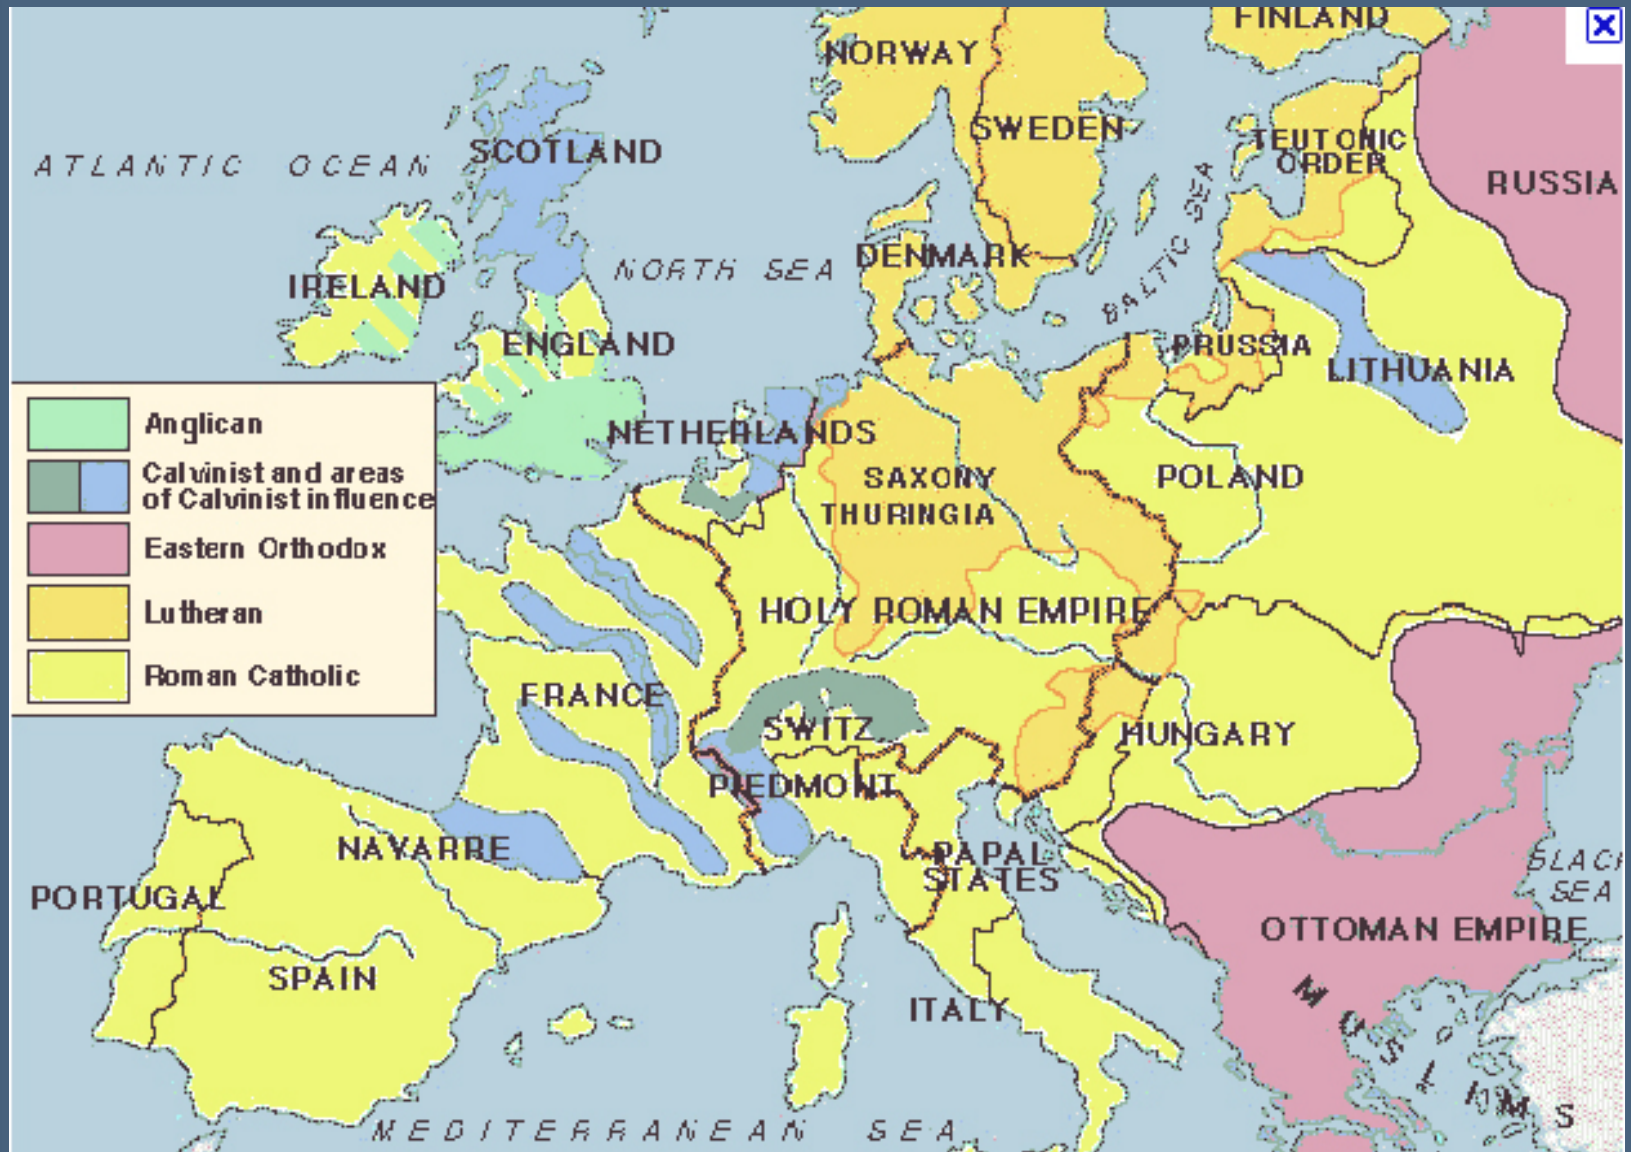 FINLAND
NORWAY
SWEDEN
TEUTONIC
ORDER
RUSSIA
ATLANTIC OCEAN
SCOTLAND
BALTIC SEA
DENMARK
NORTH SEA
IRELAND
ENGLAND
PRUSSIA
LITHUANIA
Anglican
Calvinist and areas
of Calvinist influence
Eastern Orthodox
Lutheran
Roman Catholic
NETHERLANDS
SAXONY
THURINGIA
POLAND
HOLY ROMAN EMPIRE
FRANCE
SWITZ
HUNGARY
PIEDMONT
NAVARRE
PAPAL
STATES
BLACK
SEA
PORTUGAL
OTTOMAN EMPIRE
SPAIN
ITALY
MUSLIMS
MEDITERRANEAN SEA